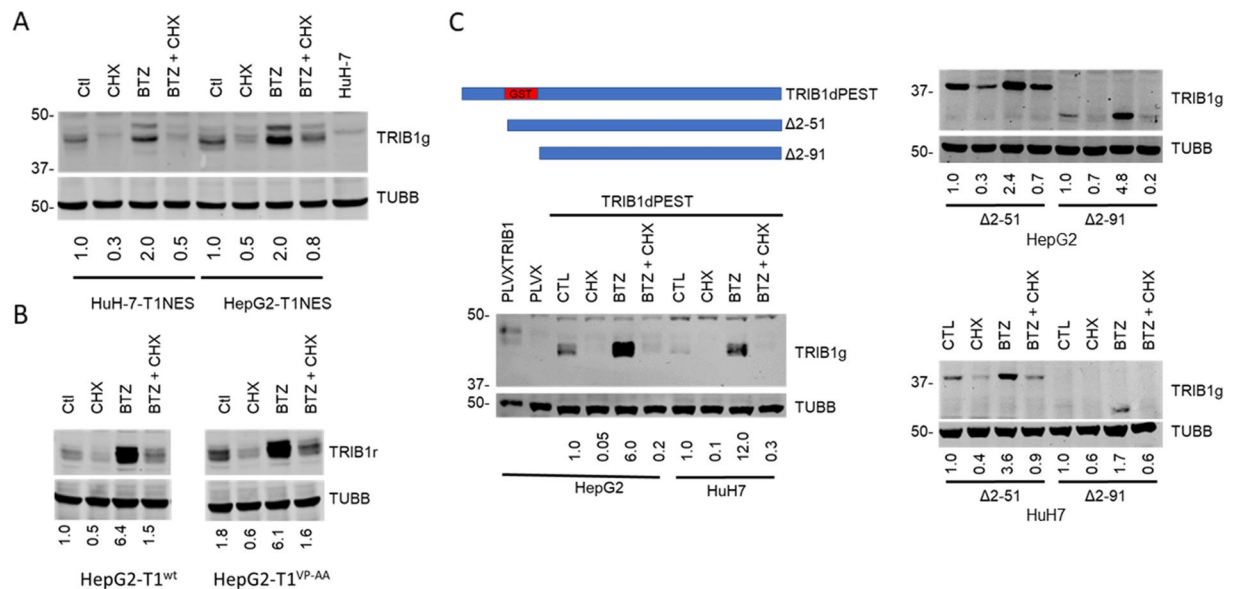 A
Ctl CHX BTZ BTZ + CHX Ctl CHX BTZ BTZ + CHX HuH-7
50-
TRIB1g
37-
50-
TUBB
1.0 0.3 2.0 0.5 1.0 0.5 2.0 0.8
HuH-7-T1NES HepG2-T1NES
B
Ctl CHX BTZ BTZ + CHX Ctl CHX BTZ BTZ + CHX
TRIB1r
TUBB
1.0 0.5 6.4 1.5 1.8 0.6 6.1 1.6
HepG2-T1wt HepG2-T1VP-AA
C
GST
TRIB1dPEST
Δ2-51
Δ2-91
TRIB1dPEST
PLVXTRIB1 PLVX CTL CHX BTZ BTZ + CHX CTL CHX BTZ BTZ + CHX
50-
TRIB1g
37-
50-
TUBB
1.0 0.05 6.0 0.2 1.0 0.1 12.0 0.3
HepG2 HuH7
37-
TRIB1g
50-
TUBB
1.0 0.3 2.4 0.7 1.0 0.7 4.8 0.2
Δ2-51 Δ2-91
HepG2
CTL CHX BTZ BTZ + CHX CTL CHX BTZ BTZ + CHX
37-
TRIB1g
50-
TUBB
1.0 0.4 3.6 0.9 1.0 0.6 1.7 0.6
Δ2-51 Δ2-91
HuH7